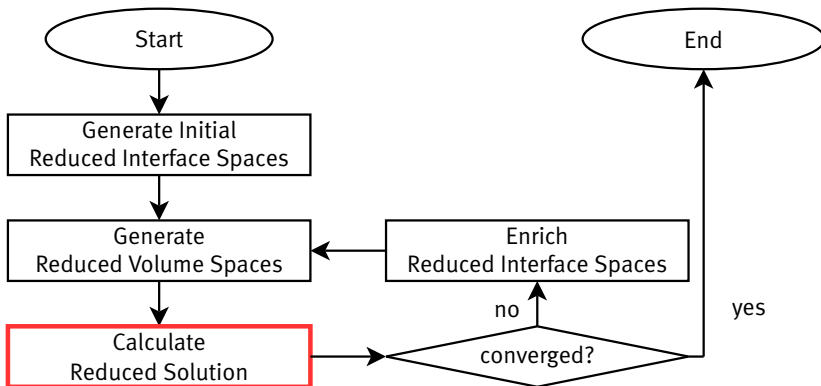 Start
End
Generate Initial
Reduced Interface Spaces
Generate
Reduced Volume Spaces
Enrich
Reduced Interface Spaces
no
yes
Calculate
Reduced Solution
converged?